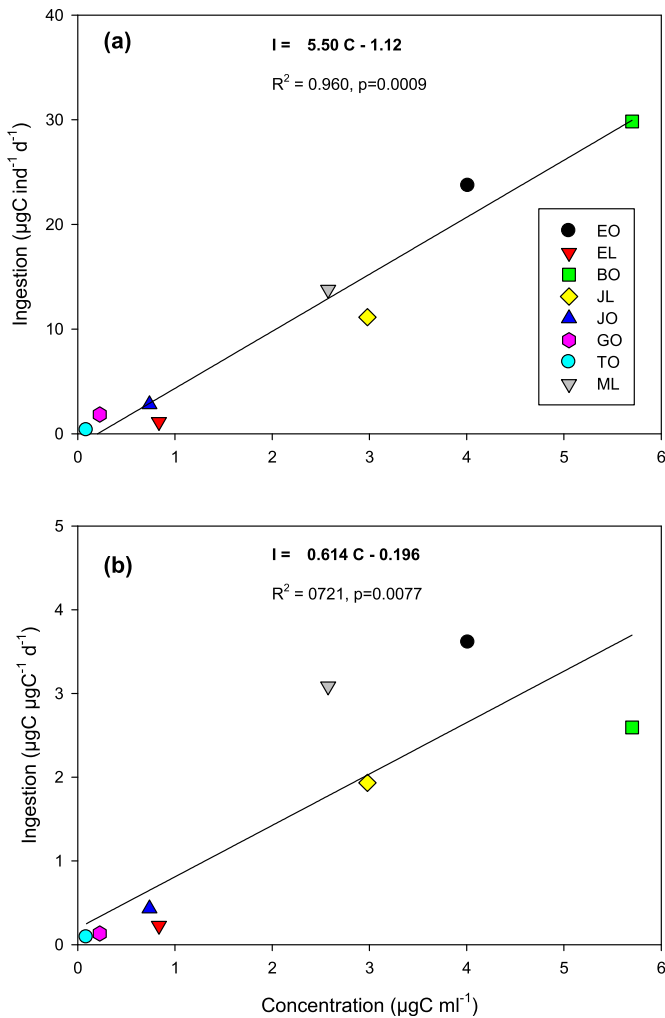 40
(a)
I = 5.50 C - 1.12
R² = 0.960, p=0.0009
30
20
10
0
Ingestion (µgC ind⁻¹ d⁻¹)
EO
EL
BO
JL
JO
GO
TO
ML
0 1 2 3 4 5 6
5
(b)
I = 0.614 C - 0.196
R² = 0721, p=0.0077
4
3
2
1
0
Ingestion (µgC µgC⁻¹ d⁻¹)
0 1 2 3 4 5 6
Concentration (µgC ml⁻¹)